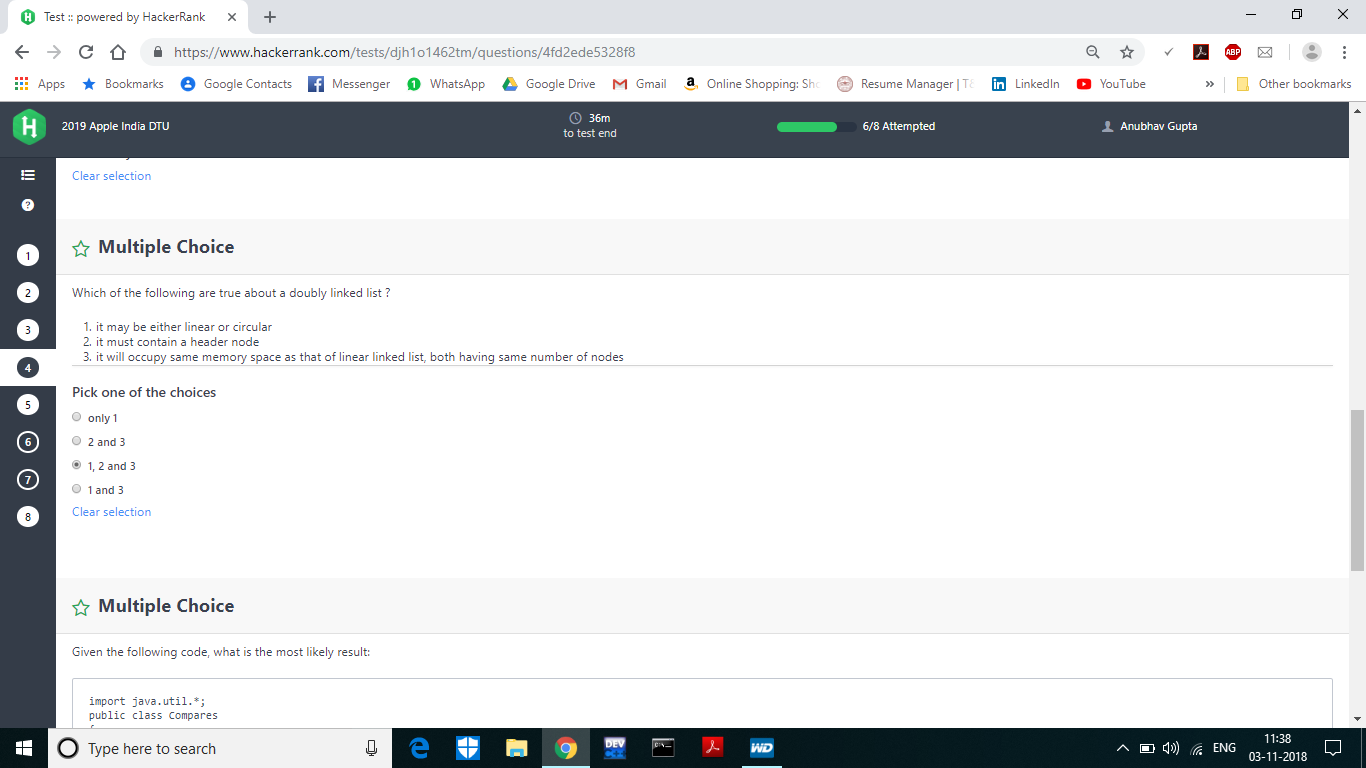 Test :: powered by HackerRank
https://www.hackerrank.com/tests/djh1o1462tm/questions/4fd2ede5328f8
ABP
Apps Bookmarks Google Contacts Messenger WhatsApp Google Drive Gmail Online Shopping: Sho Resume Manager | T& LinkedIn YouTube » Other bookmarks
2019 Apple India DTU
36m
to test end
6/8 Attempted
Anubhav Gupta
Clear selection
Multiple Choice
Which of the following are true about a doubly linked list ?
1. it may be either linear or circular
2. it must contain a header node
3. it will occupy same memory space as that of linear linked list, both having same number of nodes
Pick one of the choices
only 1
2 and 3
1, 2 and 3
1 and 3
Clear selection
Multiple Choice
Given the following code, what is the most likely result:
import java.util.*;
public class Compares
{
?
1
2
3
4
5
6
7
8
Type here to search
DEV
WD
ENG
11:38
03-11-2018